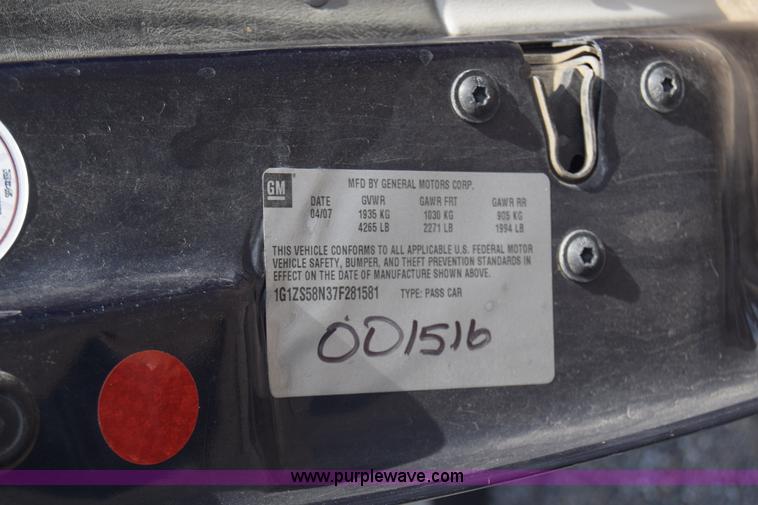 GM
MFD BY GENERAL MOTORS CORP.
DATE GVWR GAWR FRT GAWR RR
04/07 1935 KG 1030 KG 905 KG
4265 LB 2271 LB 1994 LB
THIS VEHICLE CONFORMS TO ALL APPLICABLE U.S. FEDERAL MOTOR
VEHICLE SAFETY, BUMPER, AND THEFT PREVENTION STANDARDS IN
EFFECT ON THE DATE OF MANUFACTURE SHOWN ABOVE.
1G1ZS58N37F281581 TYPE: PASS CAR
001516
www.purplewave.com